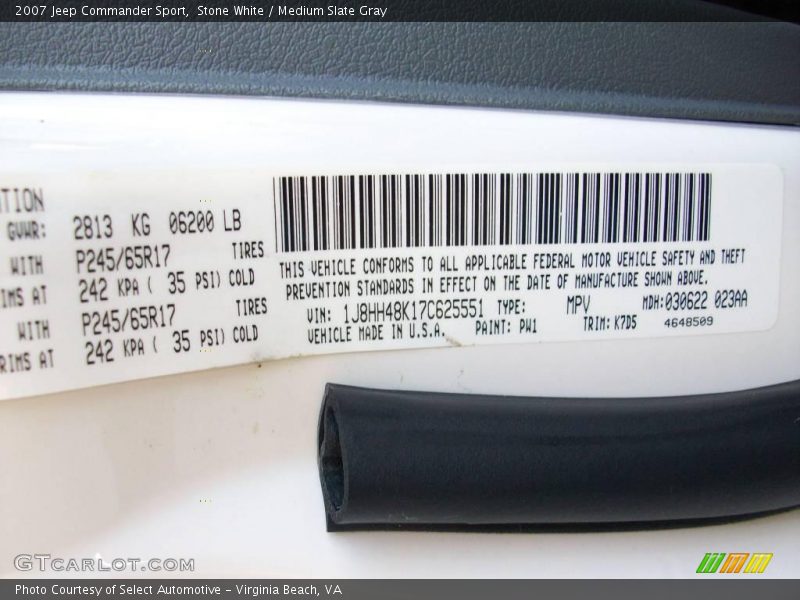 2007 Jeep Commander Sport, Stone White / Medium Slate Gray
TION
GVWR: 2813 KG 06200 LB
WITH P245/65R17 TIRES
IMS AT 242 KPA ( 35 PSI) COLD
WITH P245/65R17 TIRES
RIMS AT 242 KPA ( 35 PSI) COLD
THIS VEHICLE CONFORMS TO ALL APPLICABLE FEDERAL MOTOR VEHICLE SAFETY AND THEFT
PREVENTION STANDARDS IN EFFECT ON THE DATE OF MANUFACTURE SHOWN ABOVE.
VIN: 1J8HH48K17C625551 TYPE: MPV MDH: 030622 023AA
VEHICLE MADE IN U.S.A. PAINT: PW1 TRIM: K7D5 4648509
GTCARLOT.COM
Photo Courtesy of Select Automotive - Virginia Beach, VA